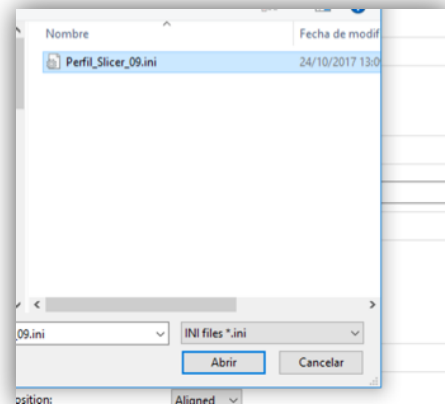 Nombre
Fecha de modif
Perfil_Slicer_09.ini
24/10/2017 13:0
_09.ini
INI files *.ini
Abrir
Cancelar
osition:
Aligned